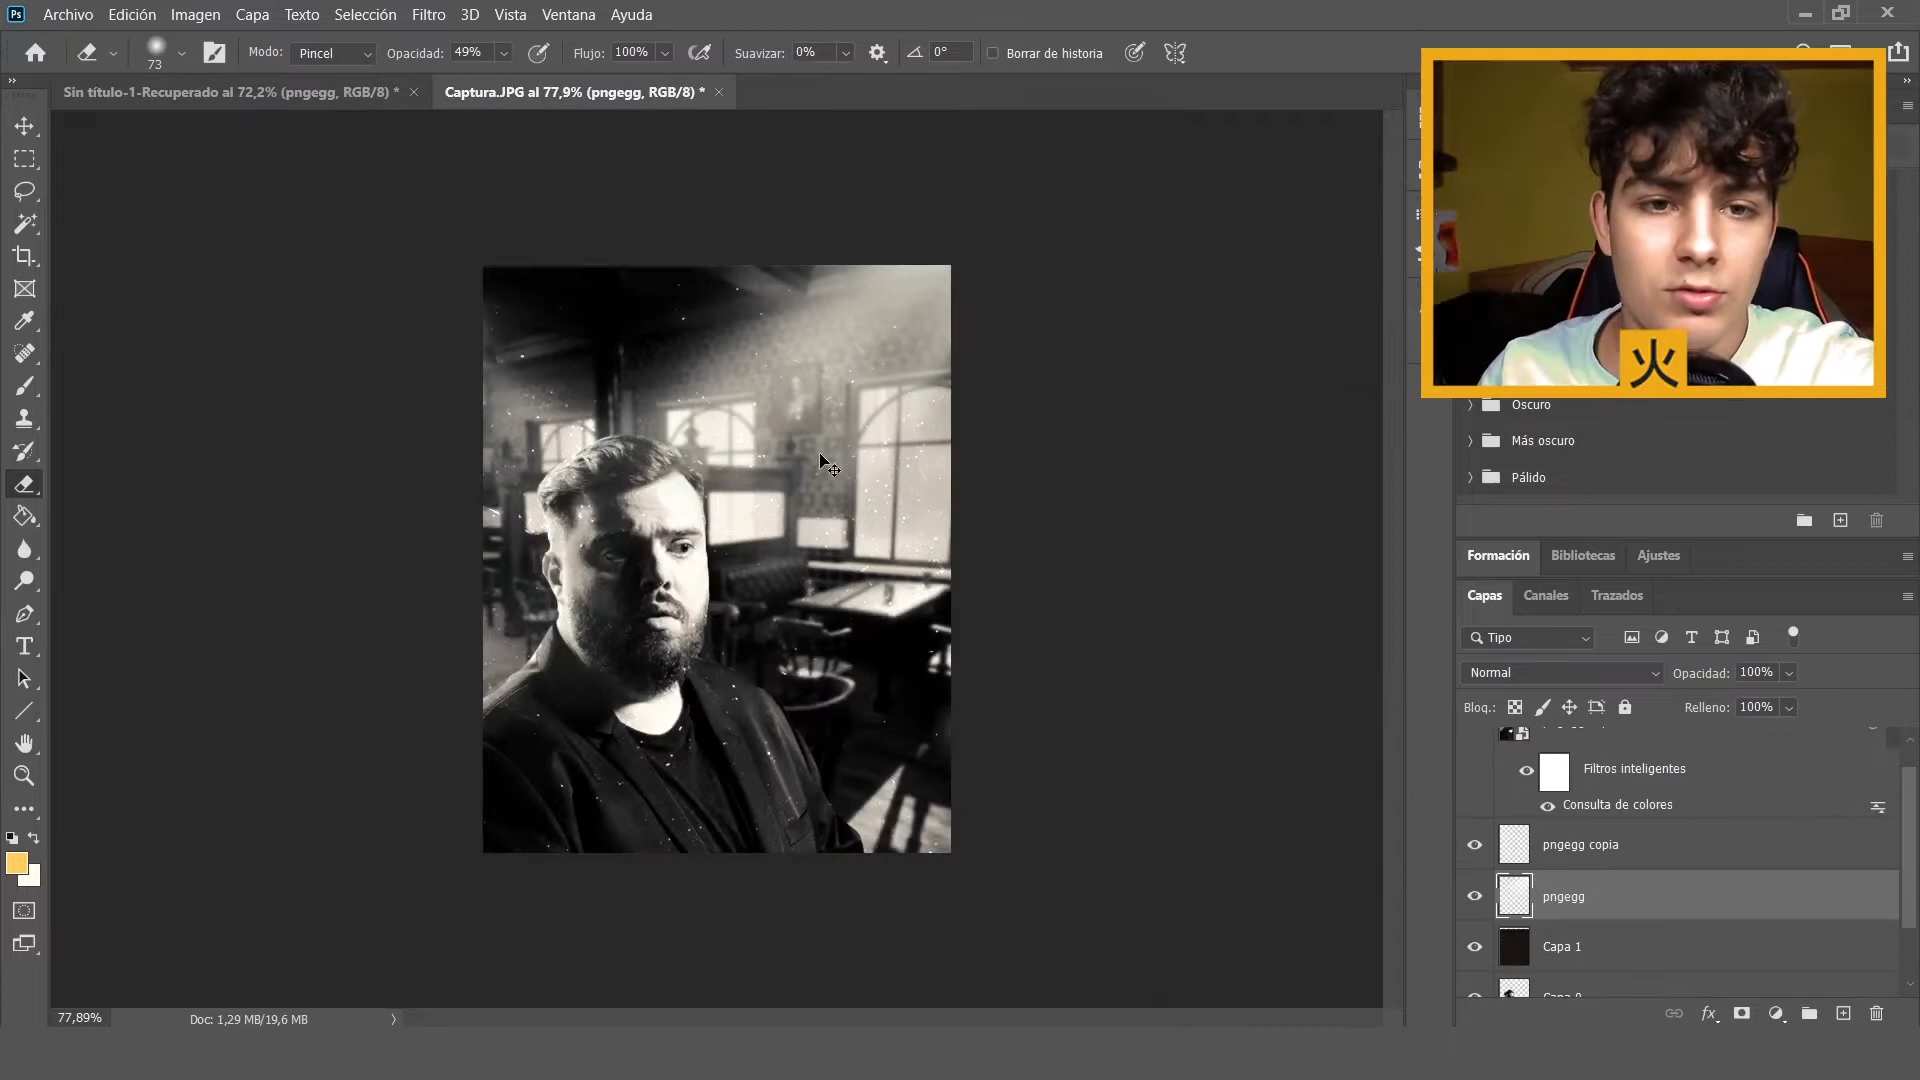 Ps Archivo Edición Imagen Capa Texto Selección Filtro 3D Vista Ventana Ayuda
73 Modo: Pincel Opacidad: 49% Flujo: 100% Suavizar: 0% 0° Borrar de historia
Sin título-1-Recuperado al 72,2% (pngegg, RGB/8) * Captura.JPG al 77,9% (pngegg, RGB/8) *
火
Oscuro
Más oscuro
Pálido
Formación Bibliotecas Ajustes
Capas Canales Trazados
Tipo
Normal Opacidad: 100%
Bloq.: Relleno: 100%
Filtros inteligentes
Consulta de colores
pngegg copia
pngegg
Capa 1
fx
77,89% Doc: 1,29 MB/19,6 MB